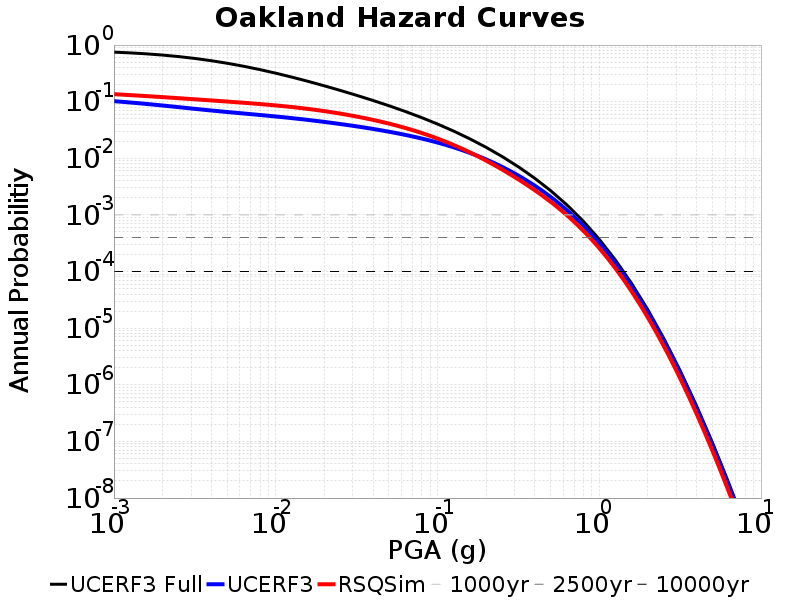 Oakland Hazard Curves
Annual Probabilitiy
10^0
10^-1
10^-2
10^-3
10^-4
10^-5
10^-6
10^-7
10^-8
10^-3 10^-2 10^-1 10^0 10^1
PGA (g)
UCERF3 Full UCERF3 RSQSim 1000yr 2500yr 10000yr